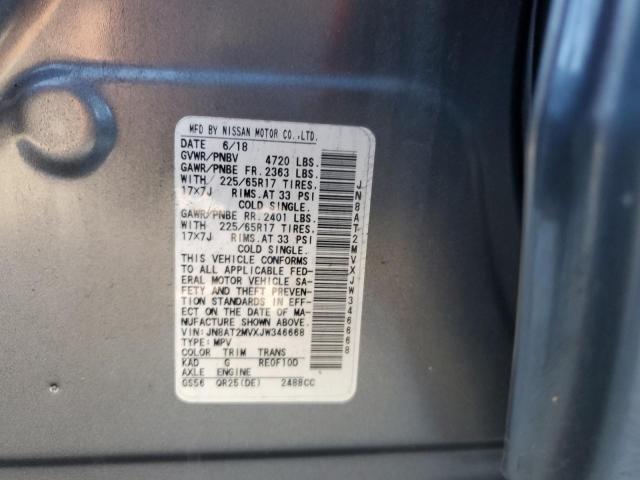 MFD BY NISSAN MOTOR CO.,LTD.
DATE 6/18
GVWR/PNBV 4720 LBS.
GAWR/PNBE FR.2363 LBS.
WITH 225/65R17 TIRES.
17×7J RIMS.AT 33 PSI
COLD SINGLE.
GAWR/PNBE RR.2401 LBS.
WITH 225/65R17 TIRES.
17×7J RIMS.AT 33 PSI
COLD SINGLE.
THIS VEHICLE CONFORMS
TO ALL APPLICABLE FED-
ERAL MOTOR VEHICLE SA-
FETY AND THEFT PREVEN-
TION STANDARDS IN EFF-
ECT ON THE DATE OF MA-
NUFACTURE SHOWN ABOVE.
VIN: JN8AT2MVXJW346668
TYPE: MPV
COLOR TRIM TRANS
KAD G RE0F10D
AXLE ENGINE
GS56 QR25(DE) 2488CC
JN8AT2MVXJW346668